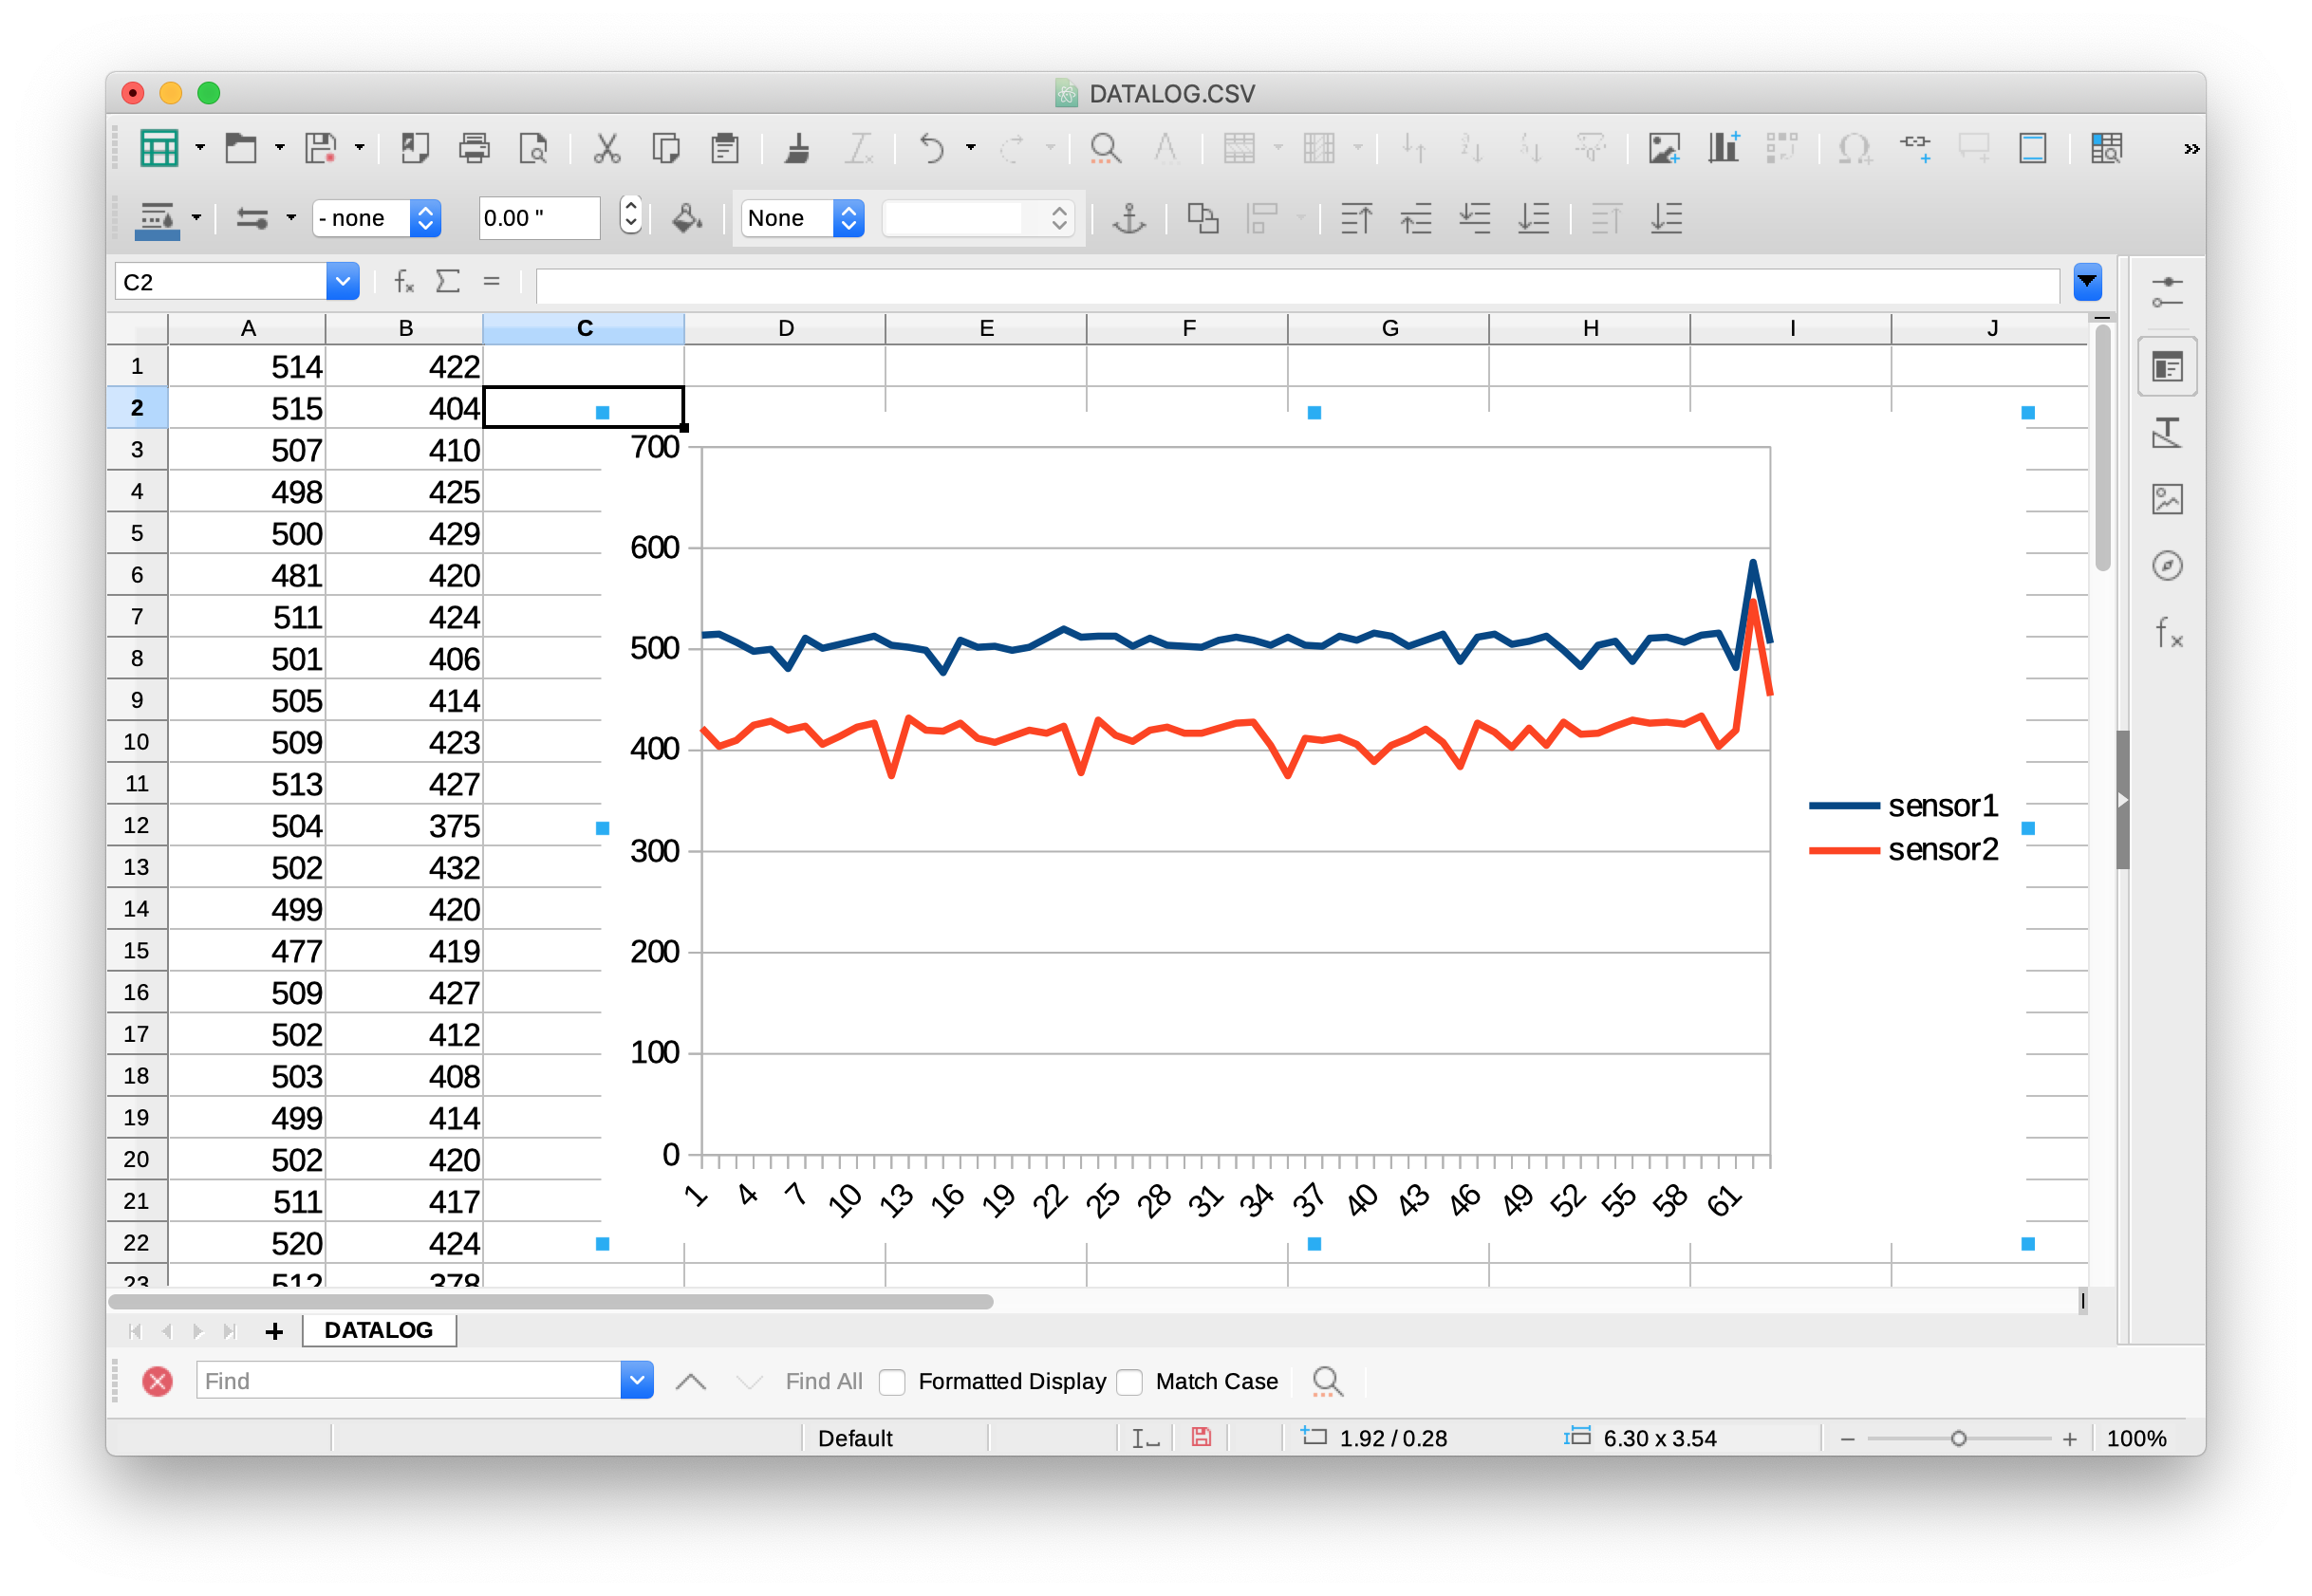 DATALOG.CSV
- none 0.00 " None
C2
A B C D E F G H I J
1 514 422
2 515 404
3 507 410
4 498 425
5 500 429
6 481 420
7 511 424
8 501 406
9 505 414
10 509 423
11 513 427
12 504 375
13 502 432
14 499 420
15 477 419
16 509 427
17 502 412
18 503 408
19 499 414
20 502 420
21 511 417
22 520 424
23 512 378
700
600
500
400
300
200
100
0
1 4 7 10 13 16 19 22 25 28 31 34 37 40 43 46 49 52 55 58 61
sensor1
sensor2
DATALOG
Find Find All Formatted Display Match Case
Default 1.92 / 0.28 6.30 x 3.54 100%